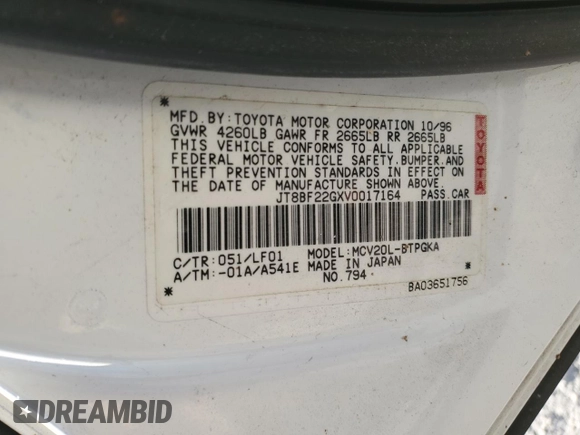 MFD.BY:TOYOTA MOTOR CORPORATION 10/96
GVWR 4260LB GAWR FR 2665LB RR 2665LB
THIS VEHICLE CONFORMS TO ALL APPLICABLE
FEDERAL MOTOR VEHICLE SAFETY.BUMPER,AND
THEFT PREVENTION STANDARDS IN EFFECT ON
THE DATE OF MANUFACTURE SHOWN ABOVE.
JT8BF22GXV0017164 PASS.CAR
TOYOTA
C/TR:051/LF01 MODEL:MCV20L-BTPGKA
A/TM:-01A/A541E MADE IN JAPAN
NO.794
BA03651756
DREAMBID